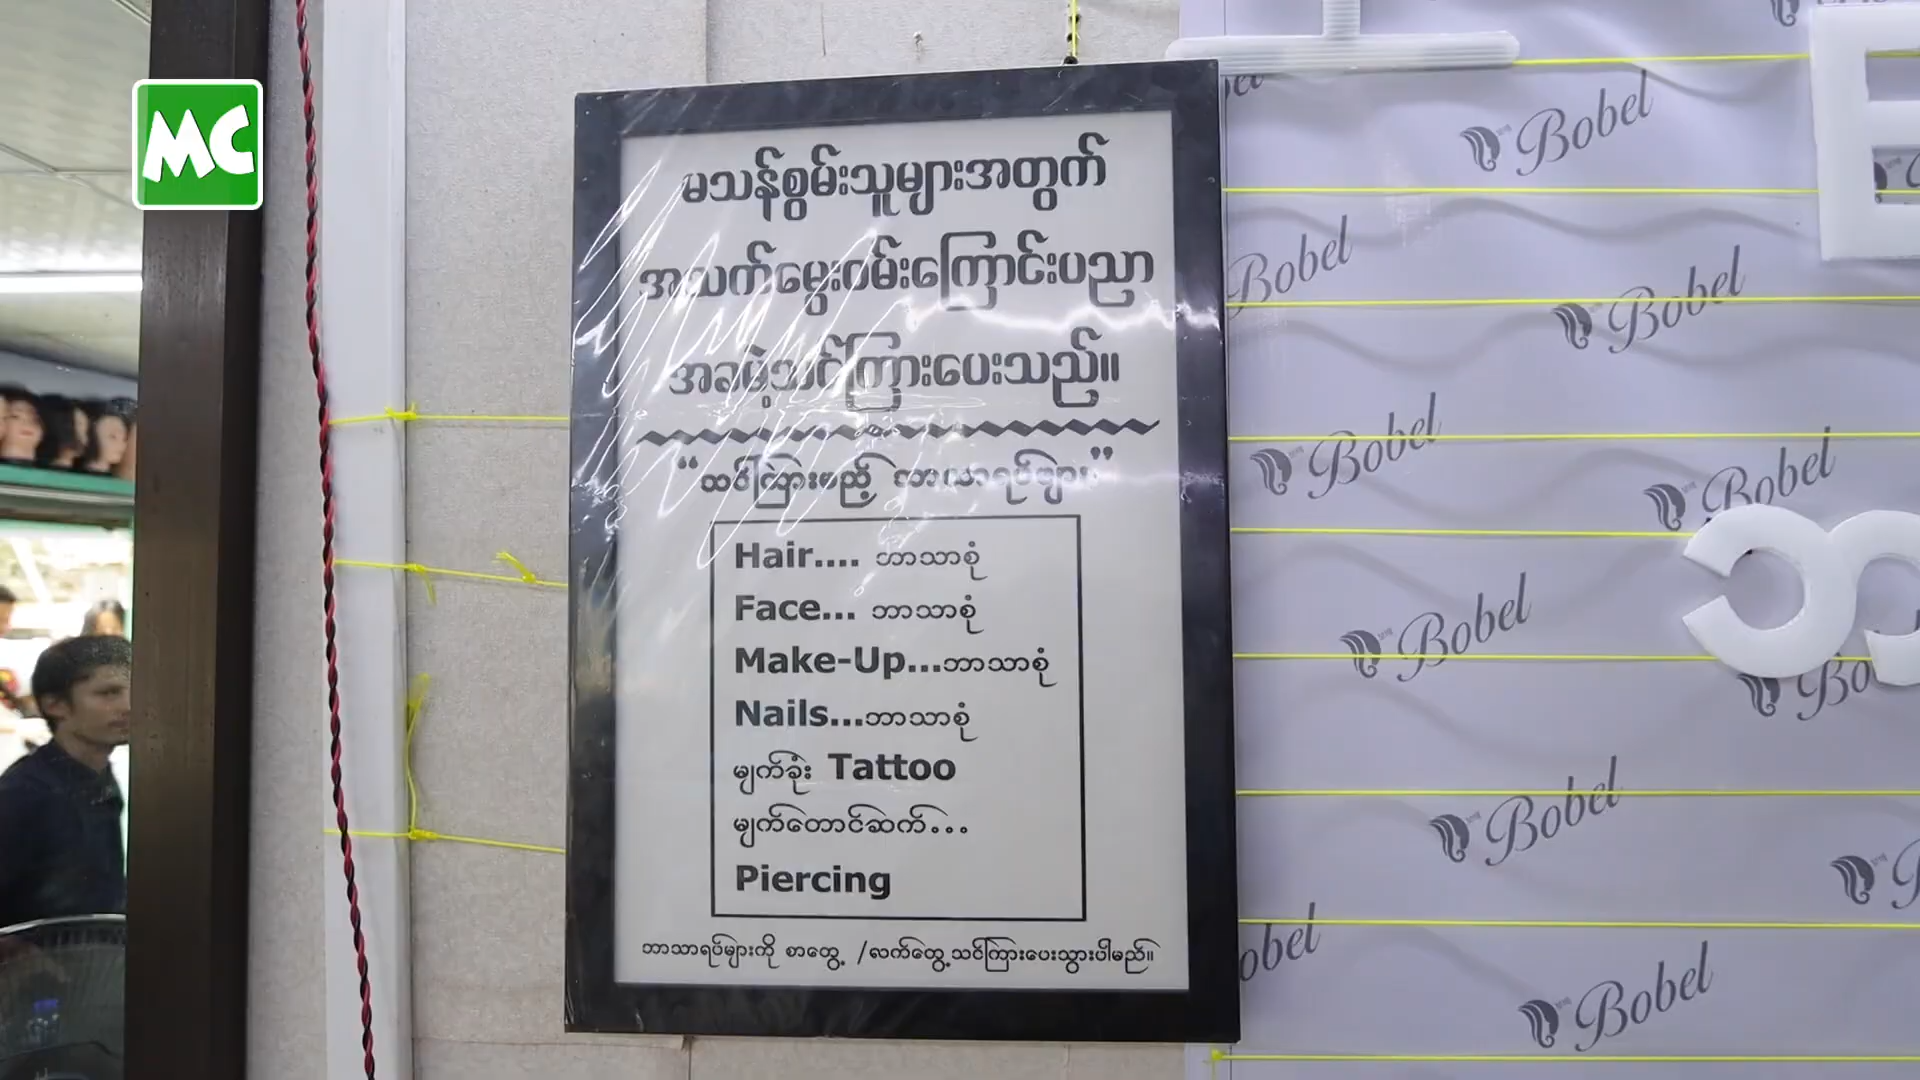 MC
မသန်စွမ်းသူများအတွက်
အသက်မွေးဝမ်းကြောင်းပညာ
အခမဲ့သင်ကြားပေးသည်။
“သင်ကြားမည့် ဘာသာရပ်များ”
Hair.... ဘာသာစုံ
Face... ဘာသာစုံ
Make-Up...ဘာသာစုံ
Nails...ဘာသာစုံ
မျက်ခုံး Tattoo
မျက်တောင်ဆက်...
Piercing
ဘာသာရပ်များကို စာတွေ့ /လက်တွေ့သင်ကြားပေးသွားပါမည်။
Bobel
Bobel
Bobel
Bobel
Bobel
Bobel
Bobel
Bobel